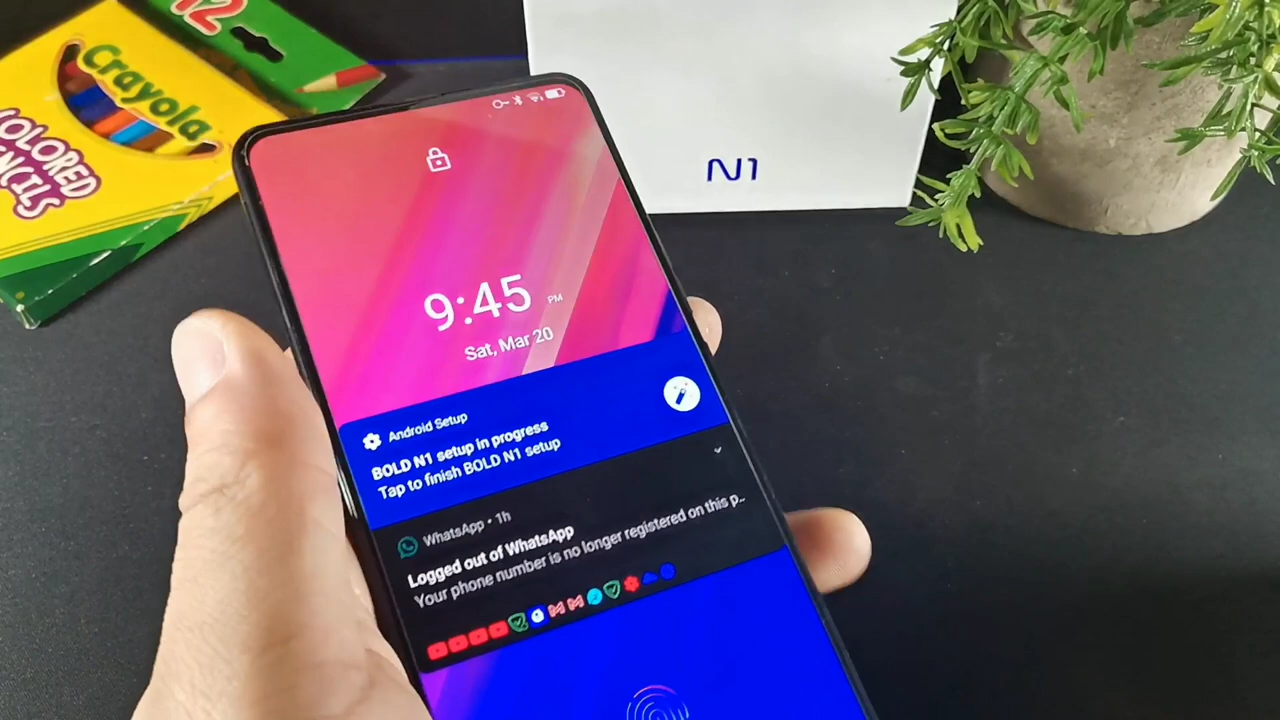 12
Crayola
COLORED
PENCILS
N1
9:45 PM
Sat, Mar 20
Android Setup
BOLD N1 setup in progress
Tap to finish BOLD N1 setup
WhatsApp • 1h
Logged out of WhatsApp
Your phone number is no longer registered on this p..